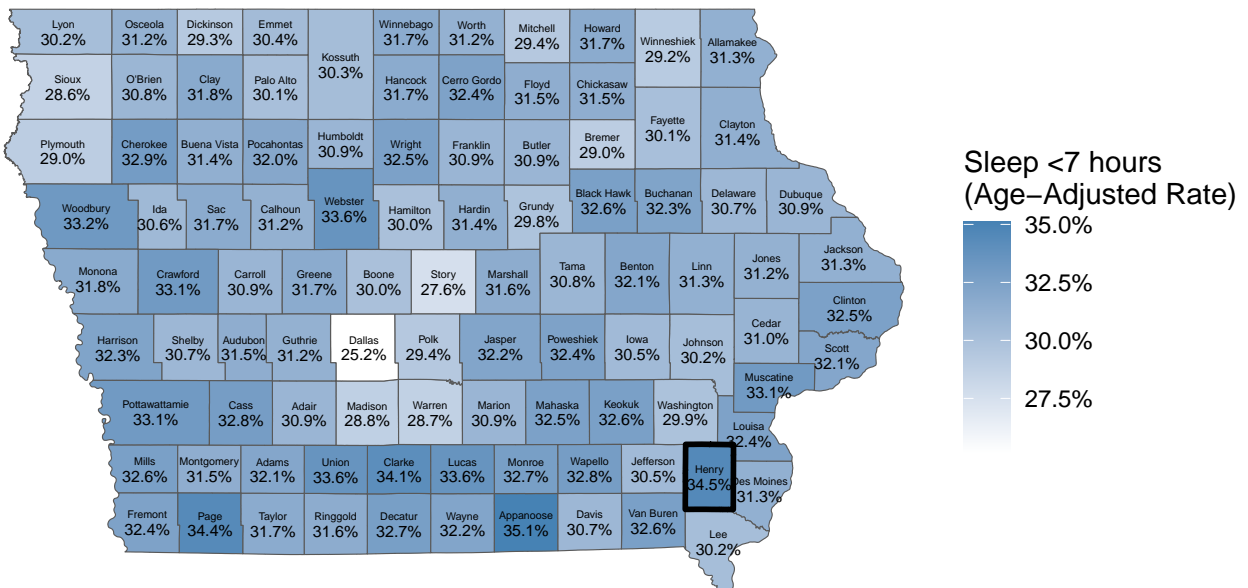 Lyon
30.2%
Osceola
31.2%
Dickinson
29.3%
Emmet
30.4%
Kossuth
30.3%
Winnebago
31.7%
Worth
31.2%
Mitchell
29.4%
Howard
31.7%
Winneshiek
29.2%
Allamakee
31.3%
Sioux
28.6%
O'Brien
30.8%
Clay
31.8%
Palo Alto
30.1%
Hancock
31.7%
Cerro Gordo
32.4%
Floyd
31.5%
Chickasaw
31.5%
Fayette
30.1%
Clayton
31.4%
Plymouth
29.0%
Cherokee
32.9%
Buena Vista
31.4%
Pocahontas
32.0%
Humboldt
30.9%
Wright
32.5%
Franklin
30.9%
Butler
30.9%
Bremer
29.0%
Woodbury
33.2%
Ida
30.6%
Sac
31.7%
Calhoun
31.2%
Webster
33.6%
Hamilton
30.0%
Hardin
31.4%
Grundy
29.8%
Black Hawk
32.6%
Buchanan
32.3%
Delaware
30.7%
Dubuque
30.9%
Monona
31.8%
Crawford
33.1%
Carroll
30.9%
Greene
31.7%
Boone
30.0%
Story
27.6%
Marshall
31.6%
Tama
30.8%
Benton
32.1%
Linn
31.3%
Jones
31.2%
Jackson
31.3%
Clinton
32.5%
Harrison
32.3%
Shelby
30.7%
Audubon
31.5%
Guthrie
31.2%
Dallas
25.2%
Polk
29.4%
Jasper
32.2%
Poweshiek
32.4%
Iowa
30.5%
Johnson
30.2%
Cedar
31.0%
Scott
32.1%
Muscatine
33.1%
Pottawattamie
33.1%
Cass
32.8%
Adair
30.9%
Madison
28.8%
Warren
28.7%
Marion
30.9%
Mahaska
32.5%
Keokuk
32.6%
Washington
29.9%
Louisa
32.4%
Mills
32.6%
Montgomery
31.5%
Adams
32.1%
Union
33.6%
Clarke
34.1%
Lucas
33.6%
Monroe
32.7%
Wapello
32.8%
Jefferson
30.5%
Henry
34.5%
Des Moines
31.3%
Fremont
32.4%
Page
34.4%
Taylor
31.7%
Ringgold
31.6%
Decatur
32.7%
Wayne
32.2%
Appanoose
35.1%
Davis
30.7%
Van Buren
32.6%
Lee
30.2%
Sleep <7 hours
(Age−Adjusted Rate)
35.0%
32.5%
30.0%
27.5%